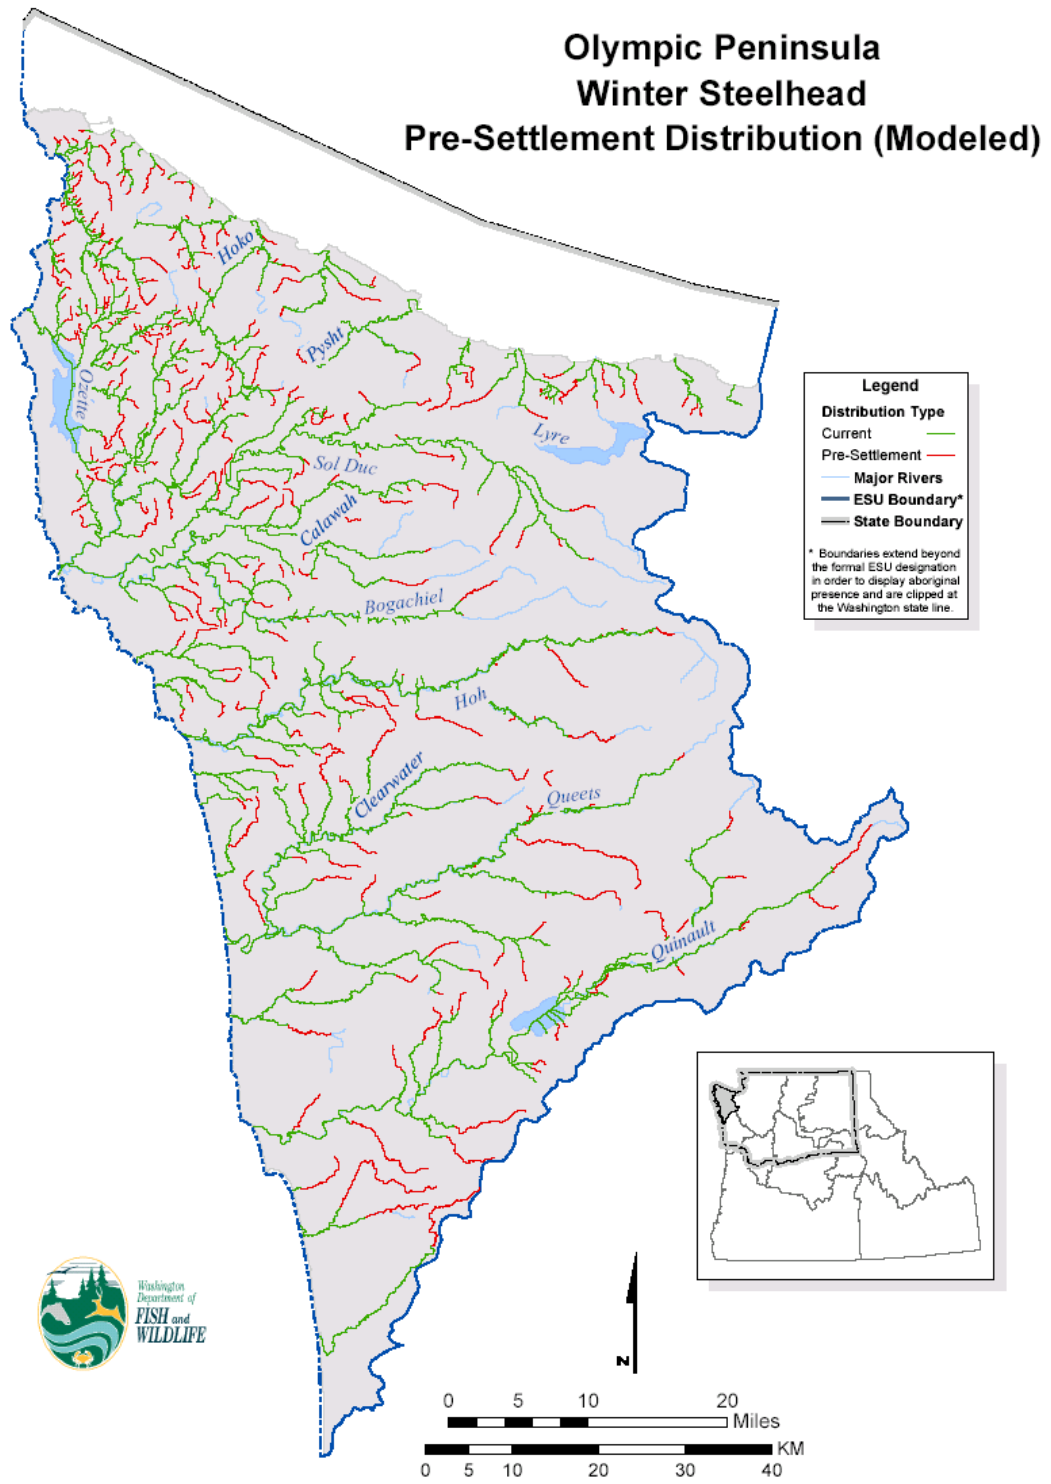 Olympic Peninsula
Winter Steelhead
Pre-Settlement Distribution (Modeled)
Hoko
Pysht
Ozette
Lyre
Sol Duc
Calawah
Bogachiel
Hoh
Clearwater
Queets
Quinault
Legend
Distribution Type
Current
Pre-Settlement
Major Rivers
ESU Boundary*
State Boundary
* Boundaries extend beyond
the formal ESU designation
in order to display aboriginal
presence and are clipped at
the Washington state line.
Washington
Department of
FISH and
WILDLIFE
N
0 5 10 20
Miles
KM
0 5 10 20 30 40